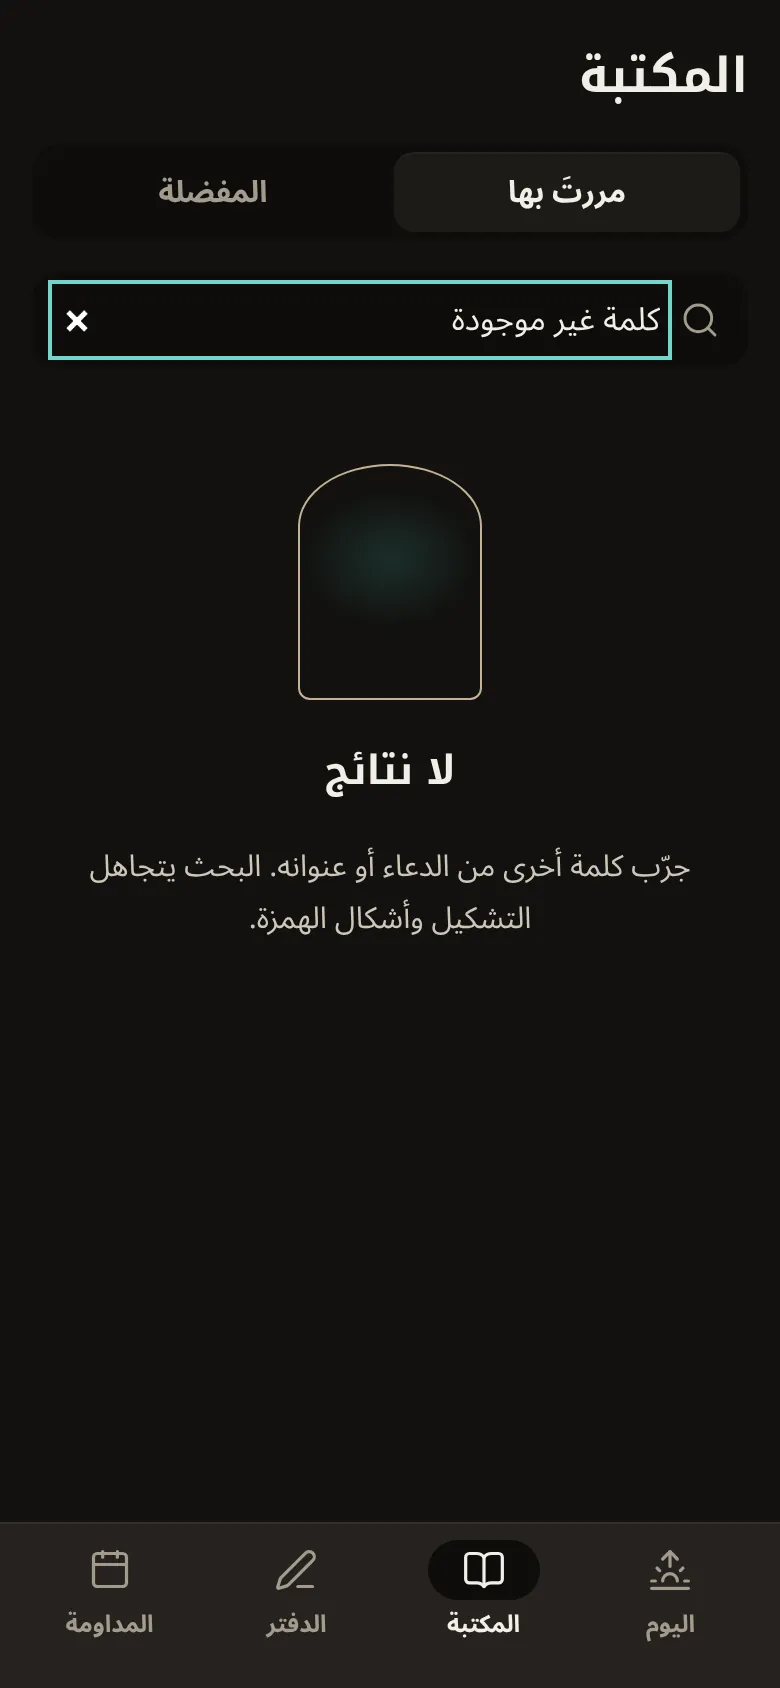 المكتبة
مررتَ بها
المفضلة
كلمة غير موجودة
لا نتائج
جرّب كلمة أخرى من الدعاء أو عنوانه. البحث يتجاهل
التشكيل وأشكال الهمزة.
اليوم
المكتبة
الدفتر
المداومة